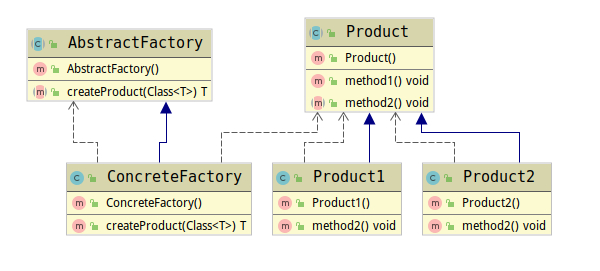 AbstractFactory
AbstractFactory()
createProduct(Class<T>) T
Product
Product()
method1() void
method2() void
ConcreteFactory
ConcreteFactory()
createProduct(Class<T>) T
Product1
Product1()
method2() void
Product2
Product2()
method2() void